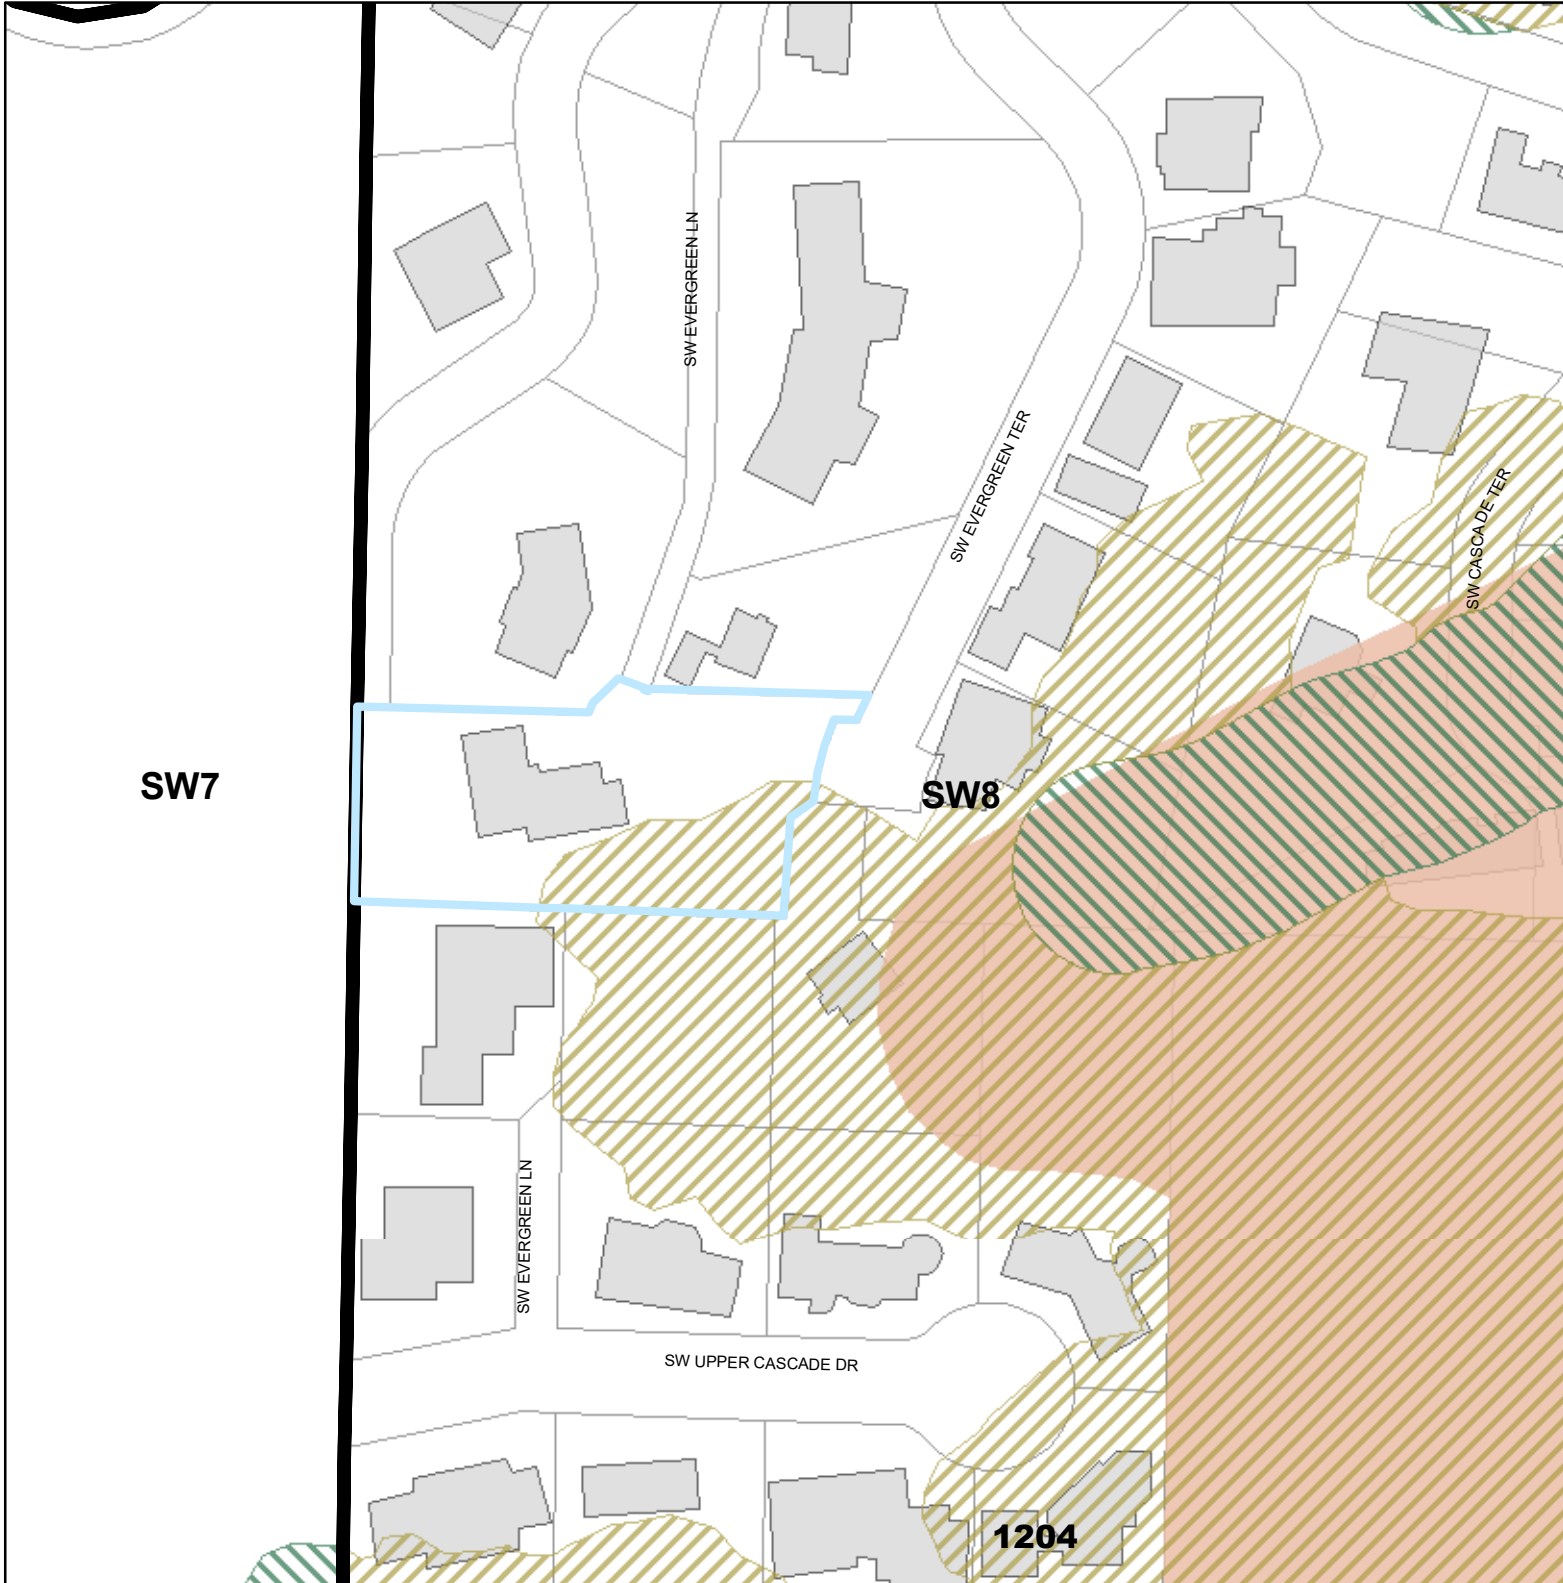 SW EVERGREEN LN
SW EVERGREEN TER
SW CASCADE TER
SW7
SW8
SW EVERGREEN LN
SW UPPER CASCADE DR
1204